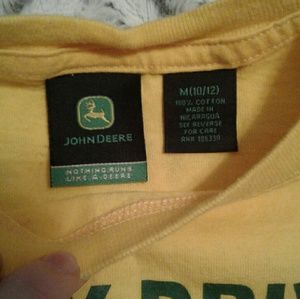 JOHN DEERE
NOTHING RUNS
LIKE A DEERE
M(10/12)
100% COTTON
MADE IN
NICARAGUA
SEE REVERSE
FOR CARE